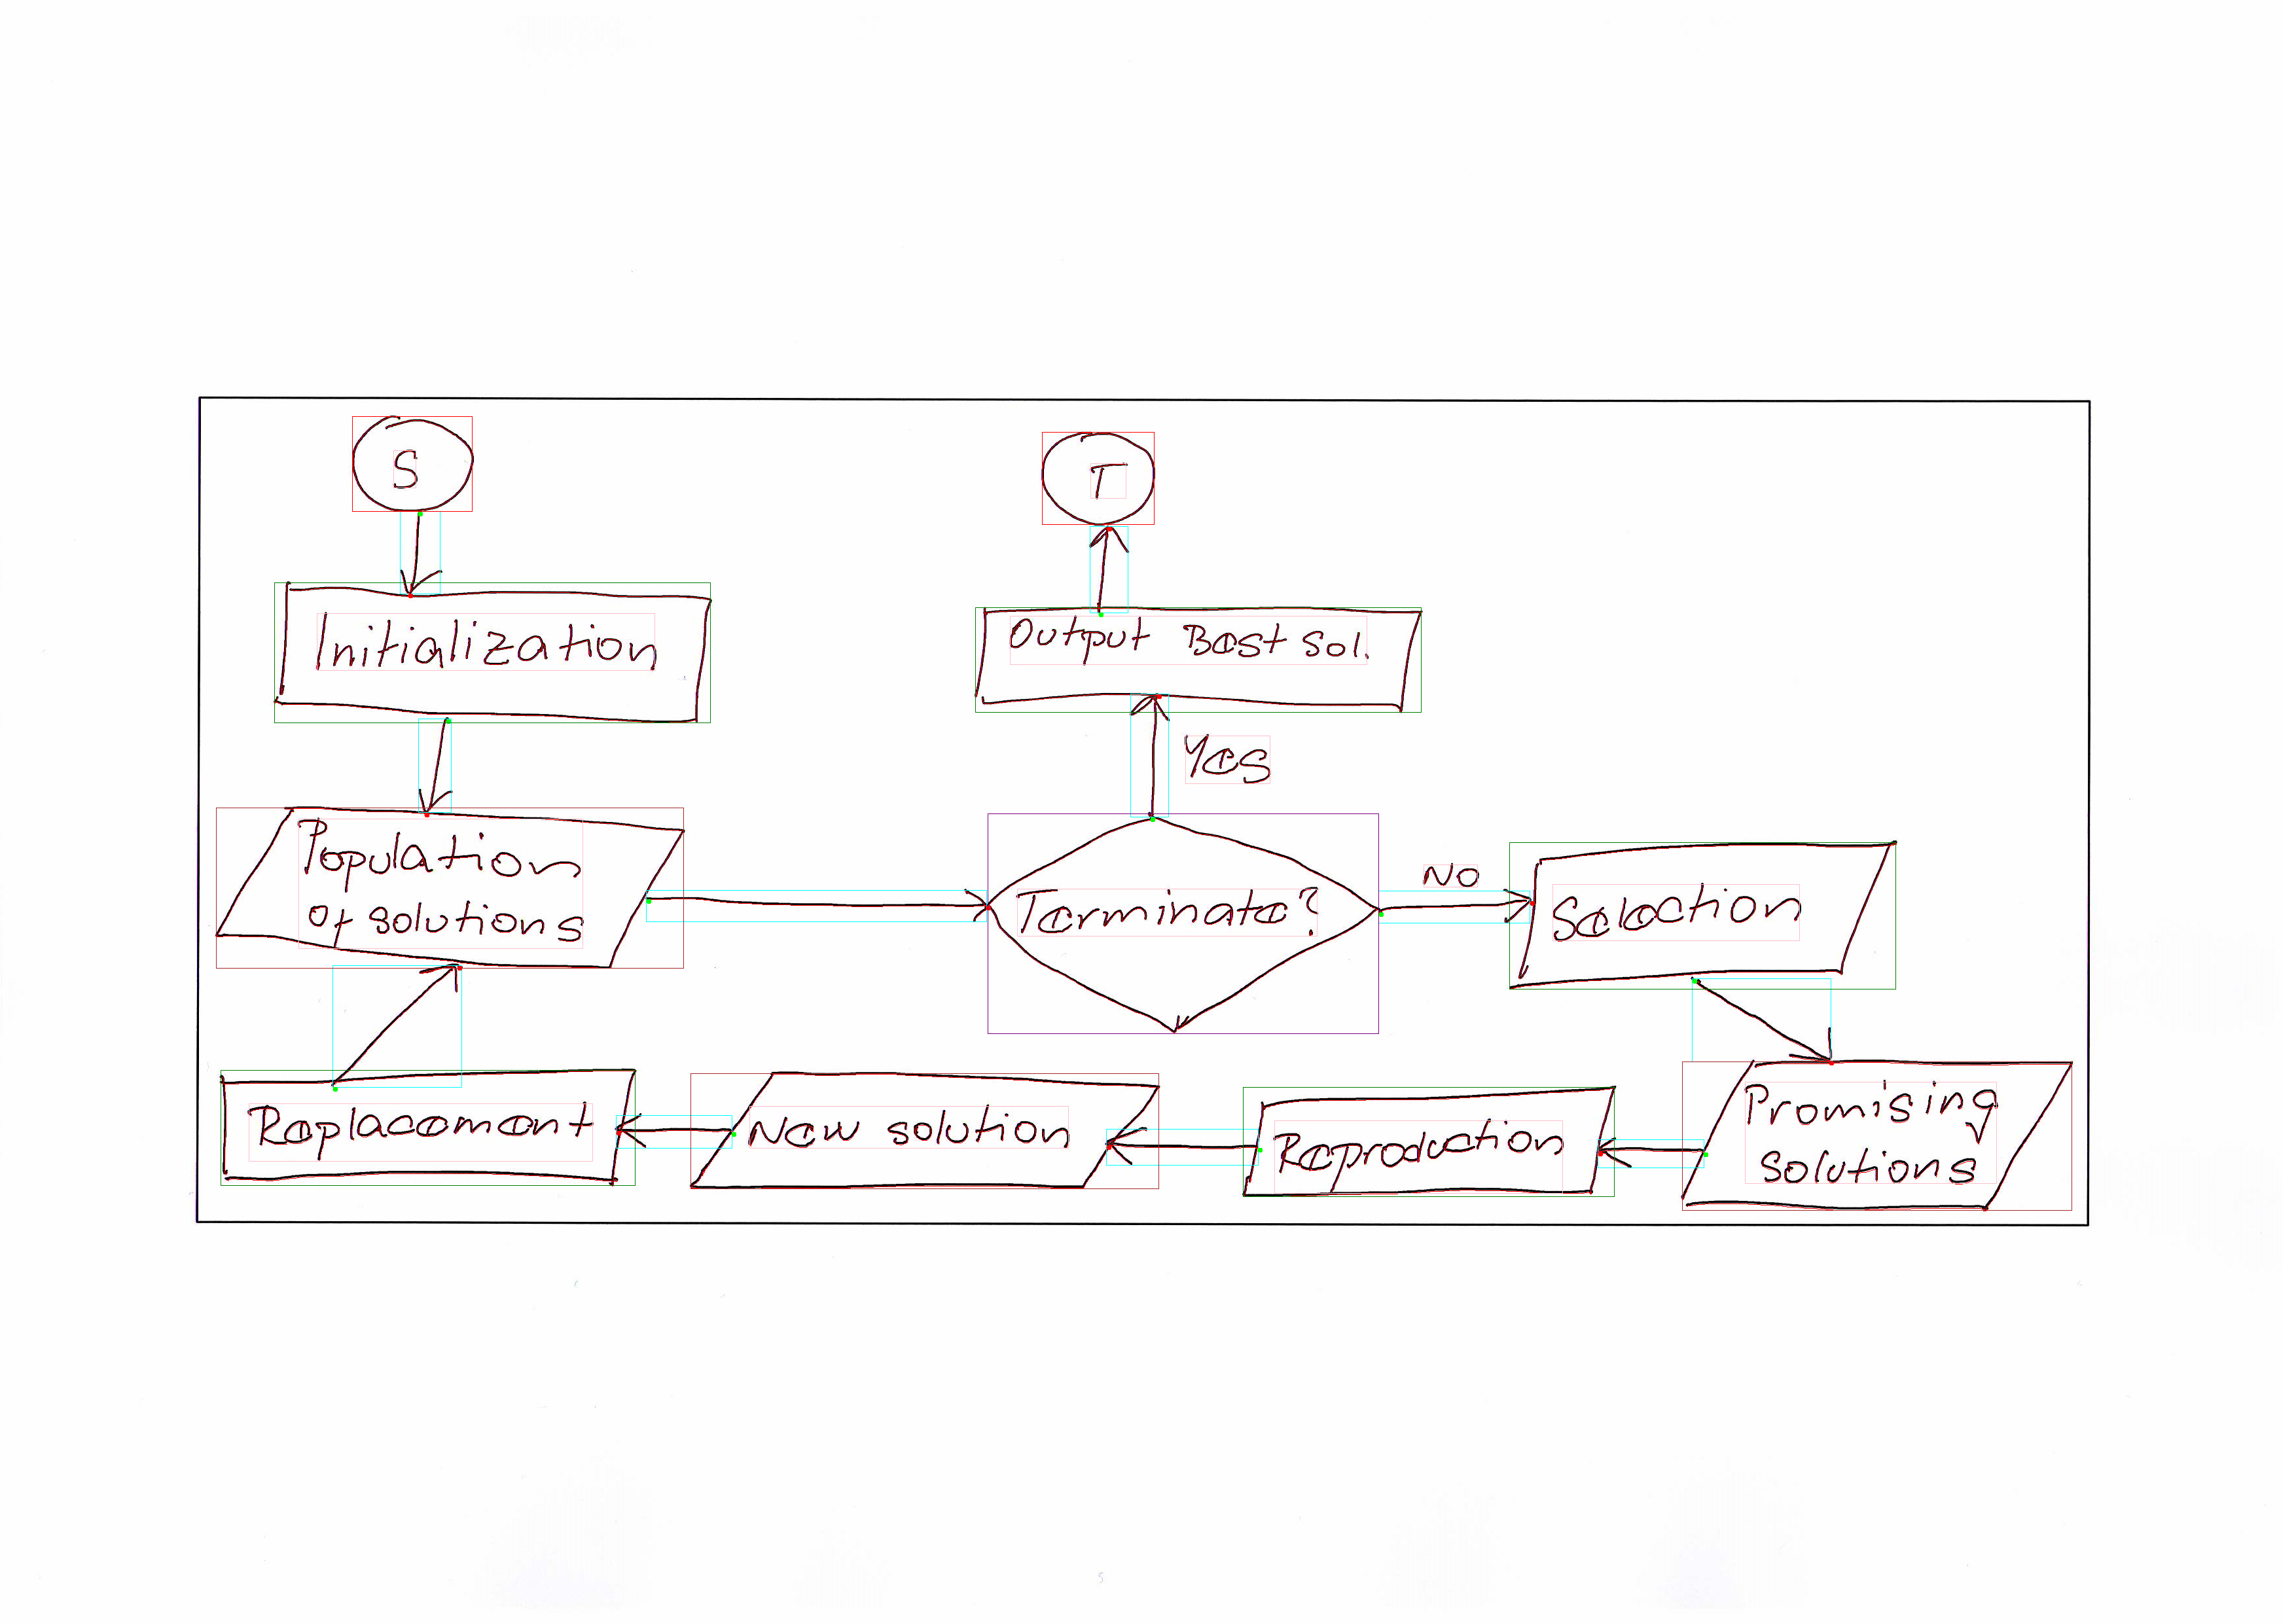 S
T
Initialization
Output Best Sol.
Yes
Population
of solutions
Terminate?
NO
Selection
Replacement
New solution
Reproduction
Promising
solutions